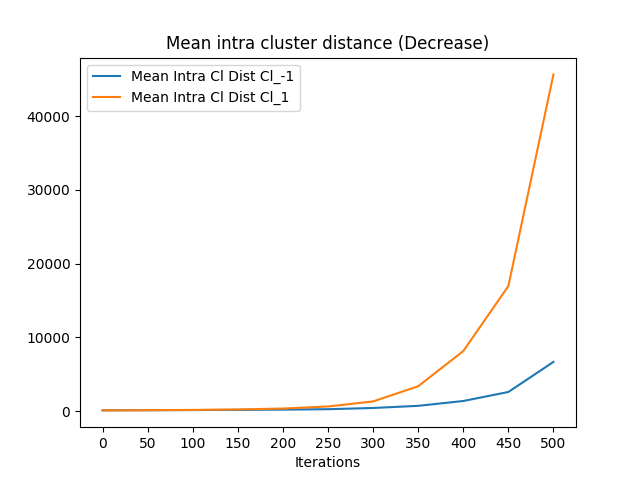 Mean intra cluster distance (Decrease)
Mean Intra Cl Dist Cl_-1
Mean Intra Cl Dist Cl_1
40000
30000
20000
10000
0
0 50 100 150 200 250 300 350 400 450 500
Iterations